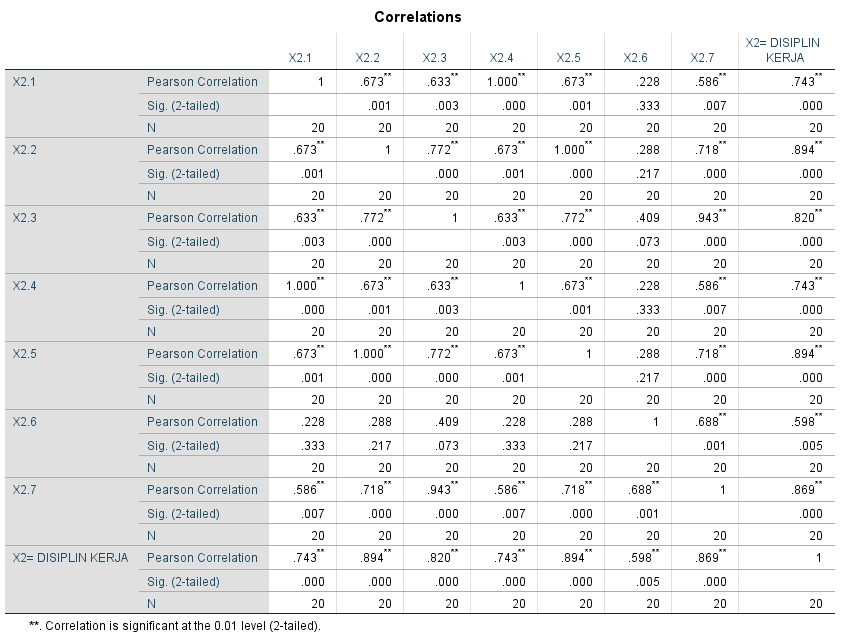 Correlations
X2.1 X2.2 X2.3 X2.4 X2.5 X2.6 X2.7 X2= DISIPLIN KERJA
X2.1 Pearson Correlation 1 .673** .633** 1.000** .673** .228 .586** .743**
Sig. (2-tailed) .001 .003 .000 .001 .333 .007 .000
N 20 20 20 20 20 20 20 20
X2.2 Pearson Correlation .673** 1 .772** .673** 1.000** .288 .718** .894**
Sig. (2-tailed) .001 .000 .001 .000 .217 .000 .000
N 20 20 20 20 20 20 20 20
X2.3 Pearson Correlation .633** .772** 1 .633** .772** .409 .943** .820**
Sig. (2-tailed) .003 .000 .003 .000 .073 .000 .000
N 20 20 20 20 20 20 20 20
X2.4 Pearson Correlation 1.000** .673** .633** 1 .673** .228 .586** .743**
Sig. (2-tailed) .000 .001 .003 .001 .333 .007 .000
N 20 20 20 20 20 20 20 20
X2.5 Pearson Correlation .673** 1.000** .772** .673** 1 .288 .718** .894**
Sig. (2-tailed) .001 .000 .000 .001 .217 .000 .000
N 20 20 20 20 20 20 20 20
X2.6 Pearson Correlation .228 .288 .409 .228 .288 1 .688** .598**
Sig. (2-tailed) .333 .217 .073 .333 .217 .001 .005
N 20 20 20 20 20 20 20 20
X2.7 Pearson Correlation .586** .718** .943** .586** .718** .688** 1 .869**
Sig. (2-tailed) .007 .000 .000 .007 .000 .001 .000
N 20 20 20 20 20 20 20 20
X2= DISIPLIN KERJA Pearson Correlation .743** .894** .820** .743** .894** .598** .869** 1
Sig. (2-tailed) .000 .000 .000 .000 .000 .005 .000
N 20 20 20 20 20 20 20 20
**. Correlation is significant at the 0.01 level (2-tailed).